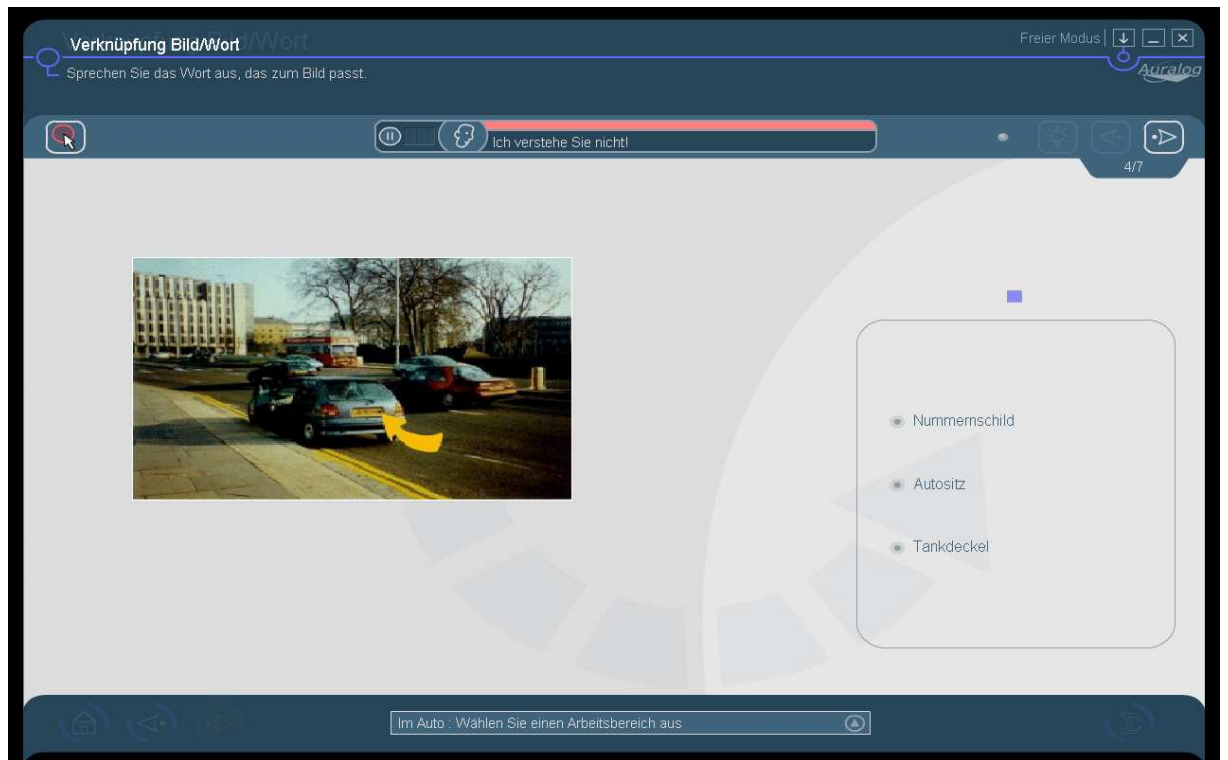 Verknüpfung Bild/Wort
Freier Modus
Sprechen Sie das Wort aus, das zum Bild passt.
Auralog
Ich verstehe Sie nicht!
4/7
Nummernschild
Autositz
Tankdeckel
Im Auto : Wählen Sie einen Arbeitsbereich aus